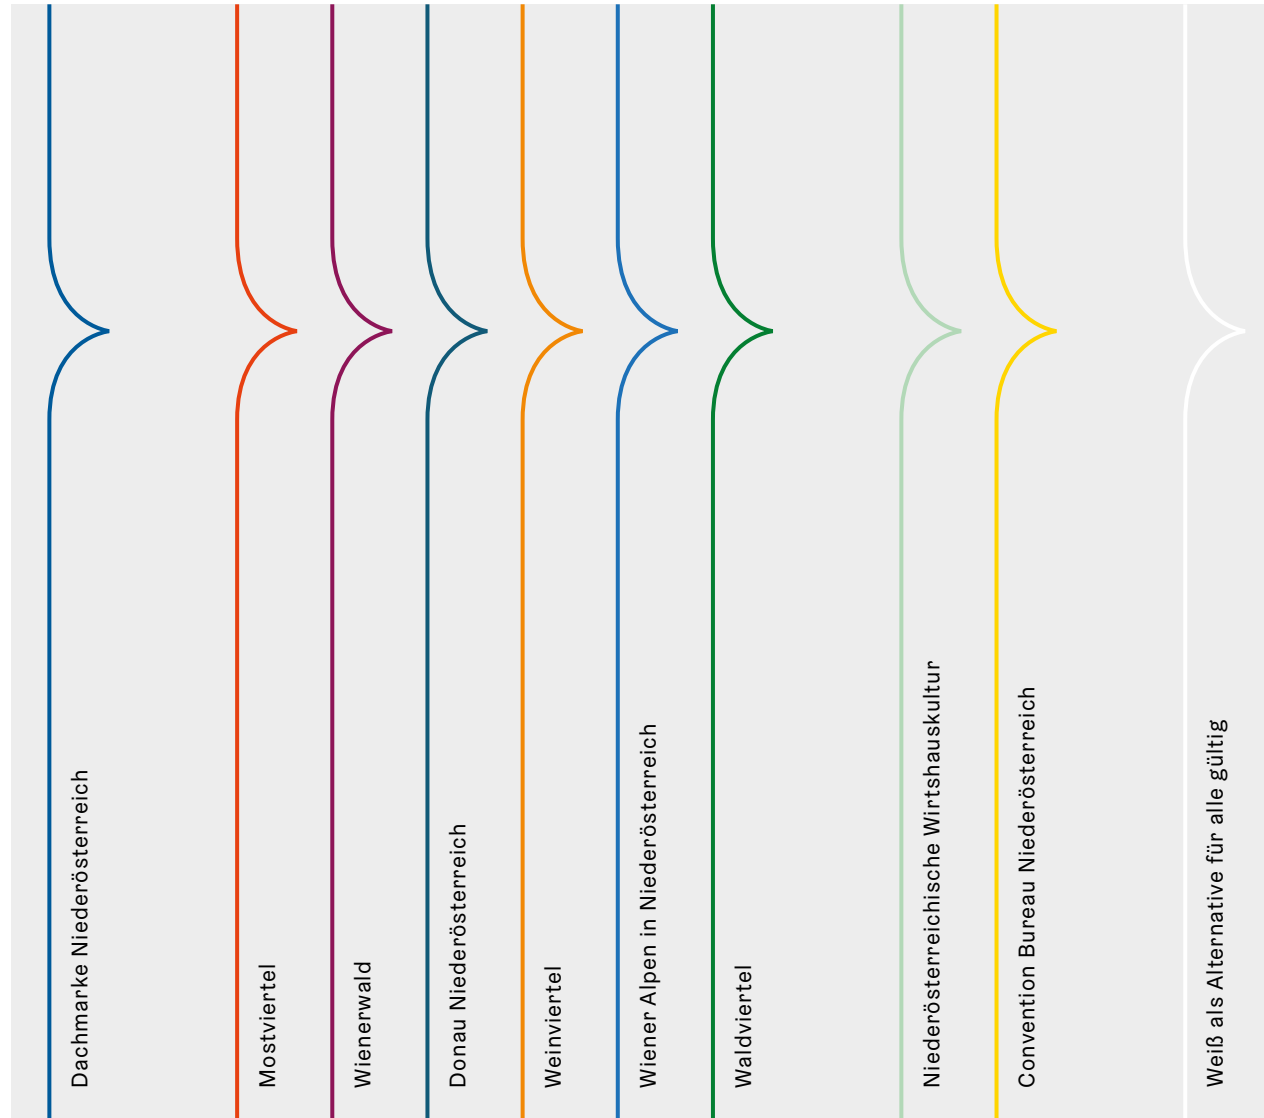 Dachmarke Niederösterreich
Mostviertel
Wienerwald
Donau Niederösterreich
Weinviertel
Wiener Alpen in Niederösterreich
Waldviertel
Niederösterreichische Wirtshauskultur
Convention Bureau Niederösterreich
Weiß als Alternative für alle gültig